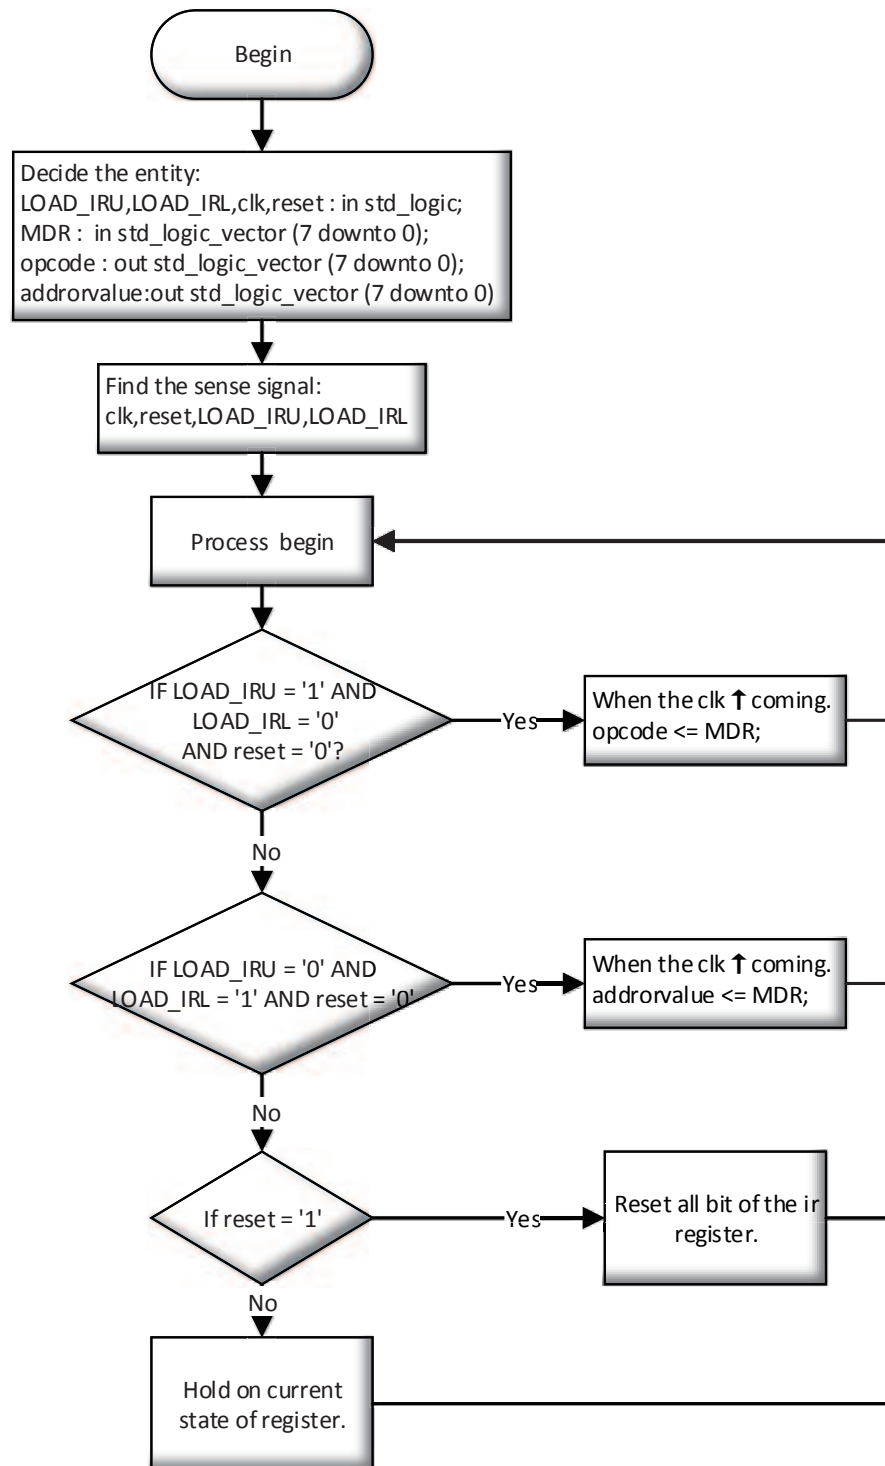 Begin
Decide the entity:
LOAD_IRU,LOAD_IRL,clk,reset : in std_logic;
MDR :  in std_logic_vector (7 downto 0);
opcode : out std_logic_vector (7 downto 0);
addrorvalue:out std_logic_vector (7 downto 0)
Find the sense signal:
clk,reset,LOAD_IRU,LOAD_IRL
Process  begin
IF LOAD_IRU = '1' AND
LOAD_IRL = '0'
AND reset = '0'?
Yes
When the clk ↑ coming.
opcode <= MDR;
No
IF LOAD_IRU = '0' AND
LOAD_IRL = '1' AND reset = '0'
Yes
When the clk ↑ coming.
addrorvalue <= MDR;
No
If reset = '1'
Yes
Reset all bit of the ir
register.
No
Hold on current
state of register.